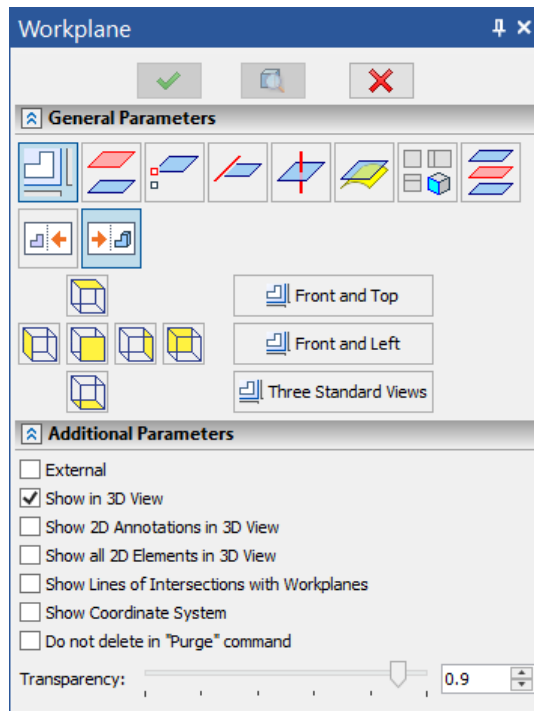 Workplane
General Parameters
Front and Top
Front and Left
Three Standard Views
Additional Parameters
External
Show in 3D View
Show 2D Annotations in 3D View
Show all 2D Elements in 3D View
Show Lines of Intersections with Workplanes
Show Coordinate System
Do not delete in "Purge" command
Transparency: 0.9